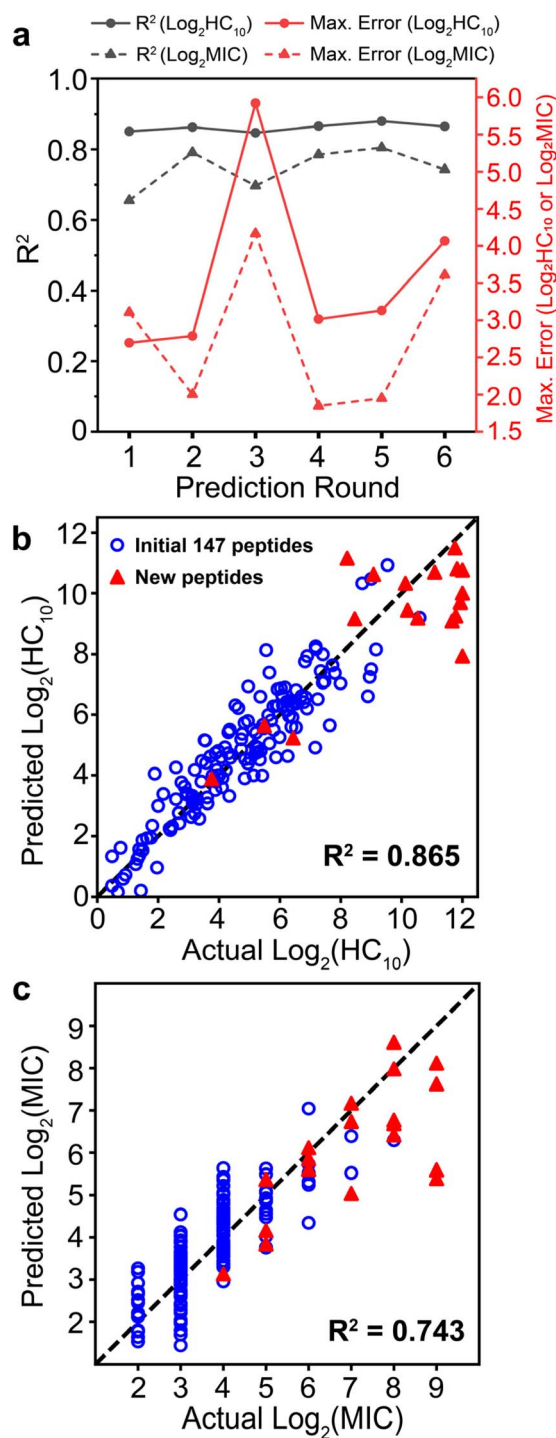 a
R² (Log₂HC₁₀) Max. Error (Log₂HC₁₀)
R² (Log₂MIC) Max. Error (Log₂MIC)
1.0
0.8
0.6
0.4
0.2
0
R²
6.0
5.5
5.0
4.5
4.0
3.5
3.0
2.5
2.0
1.5
Max. Error (Log₂HC₁₀ or Log₂MIC)
1 2 3 4 5 6
Prediction Round
b
Initial 147 peptides
New peptides
12
10
8
6
4
2
0
Predicted Log₂(HC₁₀)
R² = 0.865
0 2 4 6 8 10 12
Actual Log₂(HC₁₀)
c
9
8
7
6
5
4
3
2
Predicted Log₂(MIC)
R² = 0.743
2 3 4 5 6 7 8 9
Actual Log₂(MIC)